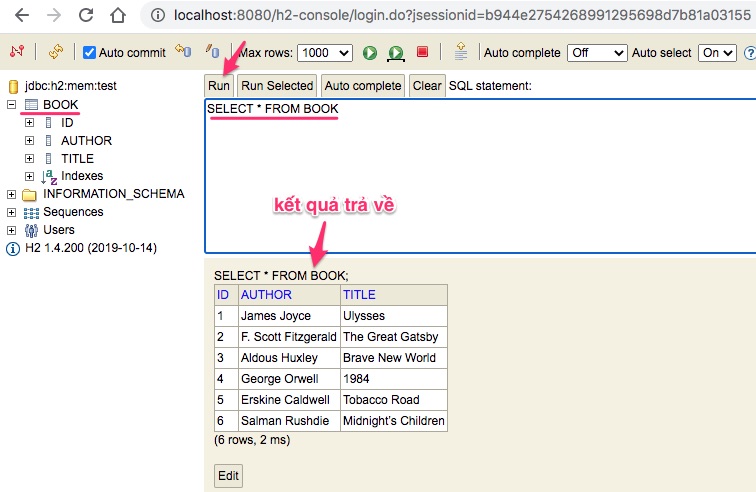 localhost:8080/h2-console/login.do?jsessionid=b944e2754268991295698d7b81a03155
Auto commit Max rows: 1000 Auto complete Off Auto select On
jdbc:h2:mem:test
BOOK
ID
AUTHOR
TITLE
Indexes
INFORMATION_SCHEMA
Sequences
Users
H2 1.4.200 (2019-10-14)
Run Run Selected Auto complete Clear SQL statement:
SELECT * FROM BOOK
kết quả trả về
SELECT * FROM BOOK;
ID AUTHOR TITLE
1 James Joyce Ulysses
2 F. Scott Fitzgerald The Great Gatsby
3 Aldous Huxley Brave New World
4 George Orwell 1984
5 Erskine Caldwell Tobacco Road
6 Salman Rushdie Midnight's Children
(6 rows, 2 ms)
Edit